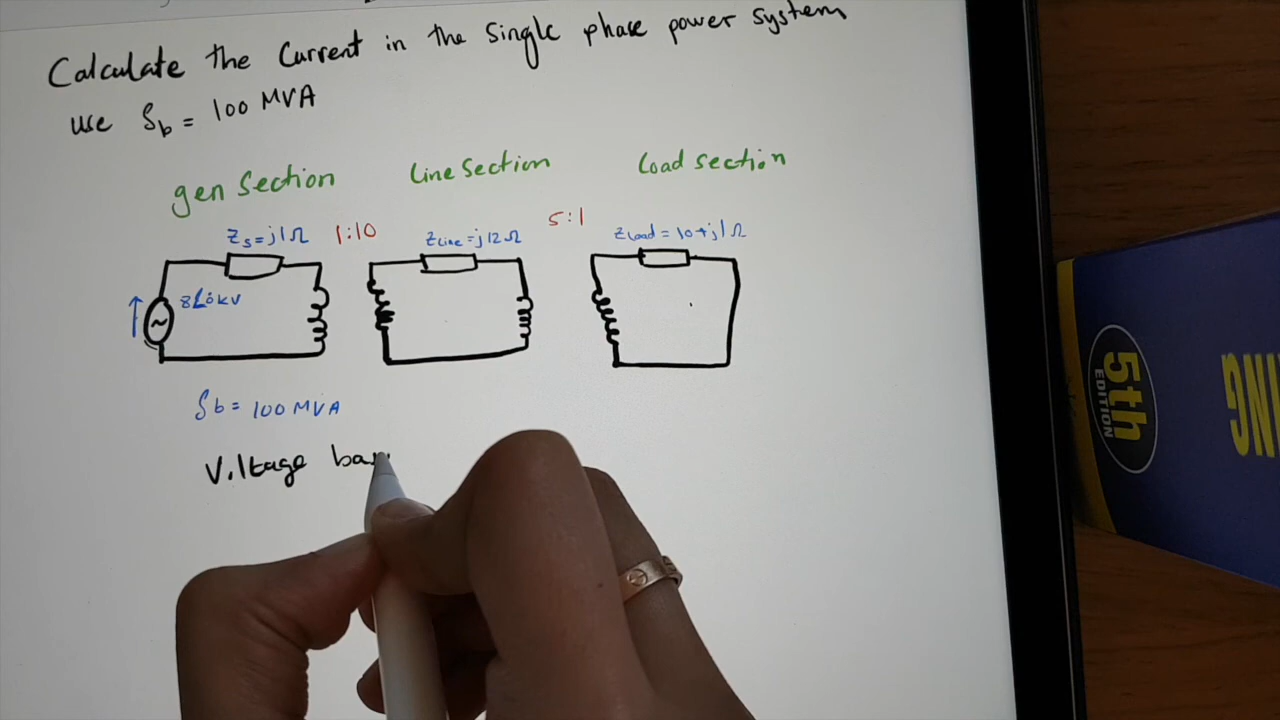 Calculate the Current in the Single phase power system
use Sb = 100 MVA
gen Section
Line Section
Load section
Zs=j1Ω
1:10
ZLine=j12Ω
5:1
ZLoad=10+j1Ω
8∠0kV
Sb = 100 MVA
Voltage bas
5th
EDITION
ING